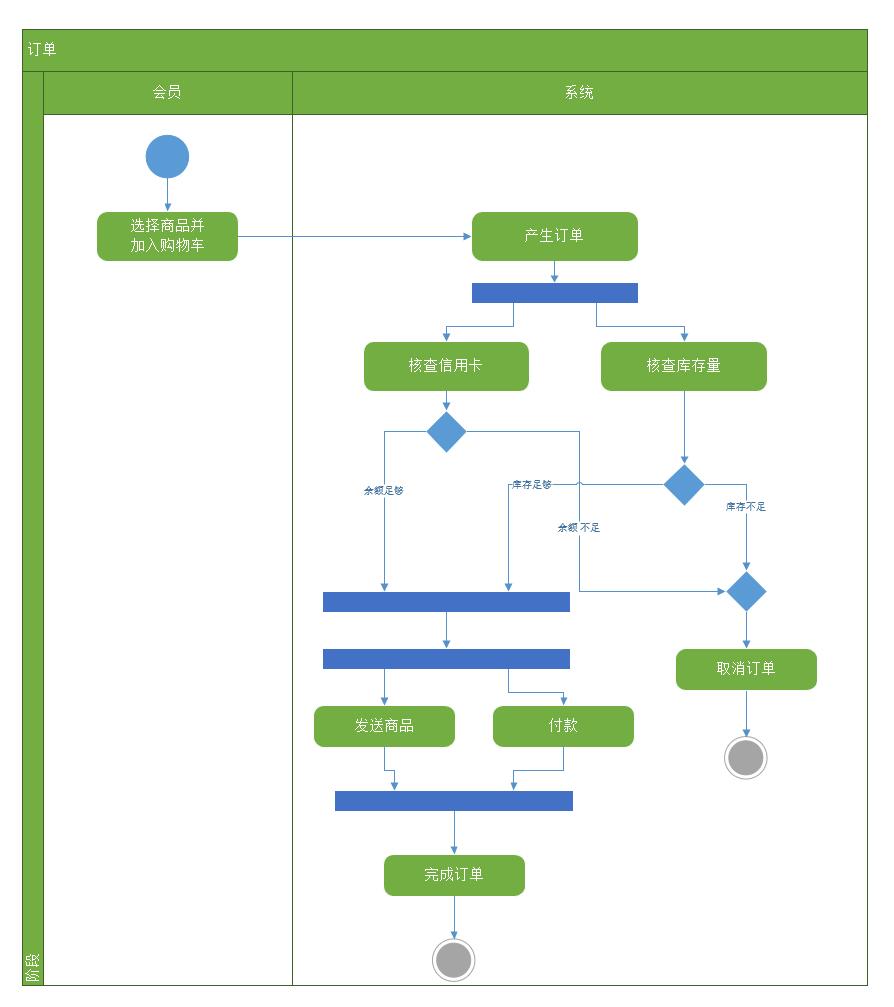 订单
会员
系统
选择商品并
加入购物车
产生订单
核查信用卡
核查库存量
余额足够
库存足够
库存不足
余额不足
取消订单
发送商品
付款
完成订单
阶段